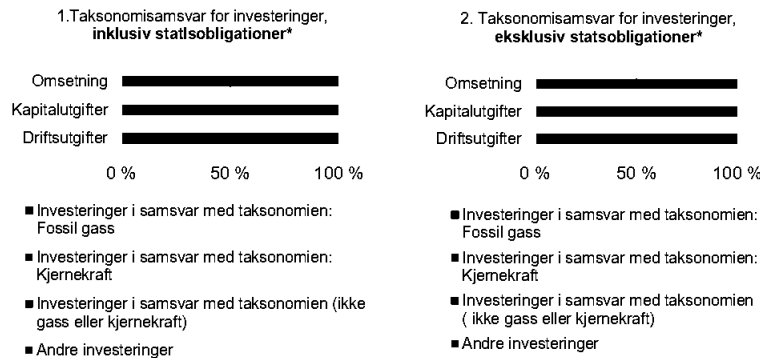 1.Taksonomisamsvar for investeringer,
inklusiv statlsobligationer*
Omsetning
Kapitalutgifter
Driftsutgifter
0 %
50 %
100 %
Investeringer i samsvar med taksonomien:
Fossil gass
Investeringer i samsvar med taksonomien:
Kjernekraft
Investeringer i samsvar med taksonomien (ikke
gass eller kjernekraft)
Andre investeringer
2. Taksonomisamsvar for investeringer,
eksklusiv statsobligationer*
Omsetning
Kapitalutgifter
Driftsutgifter
0 %
50 %
100 %
Investeringer i samsvar med taksonomien:
Fossil gass
Investeringer i samsvar med taksonomien:
Kjernekraft
Investeringer i samsvar med taksonomien
( ikke gass eller kjernekraft)
Andre investeringer